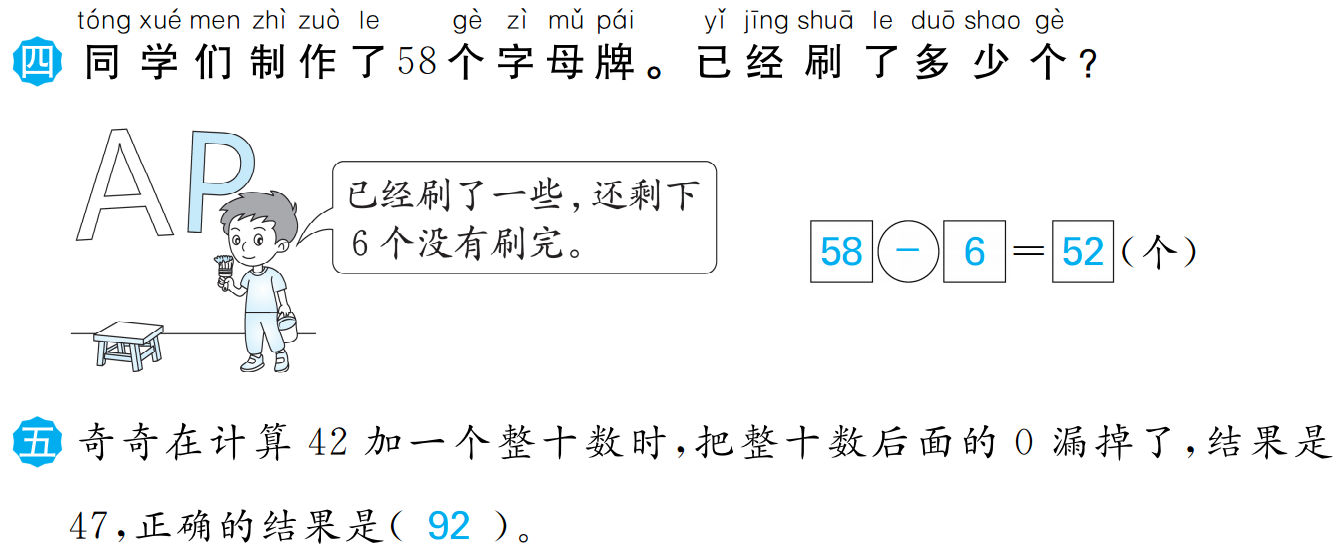 tóng xué men zhì zuò le gè zì mǔ pái yǐ jīng shuā le duō shao gè
四 同学们制作了58个字母牌。已经刷了多少个?
AP
已经刷了一些,还剩下
6个没有刷完。
58 - 6 = 52 (个)
五 奇奇在计算 42 加一个整十数时,把整十数后面的 0 漏掉了,结果是
47,正确的结果是( 92 )。